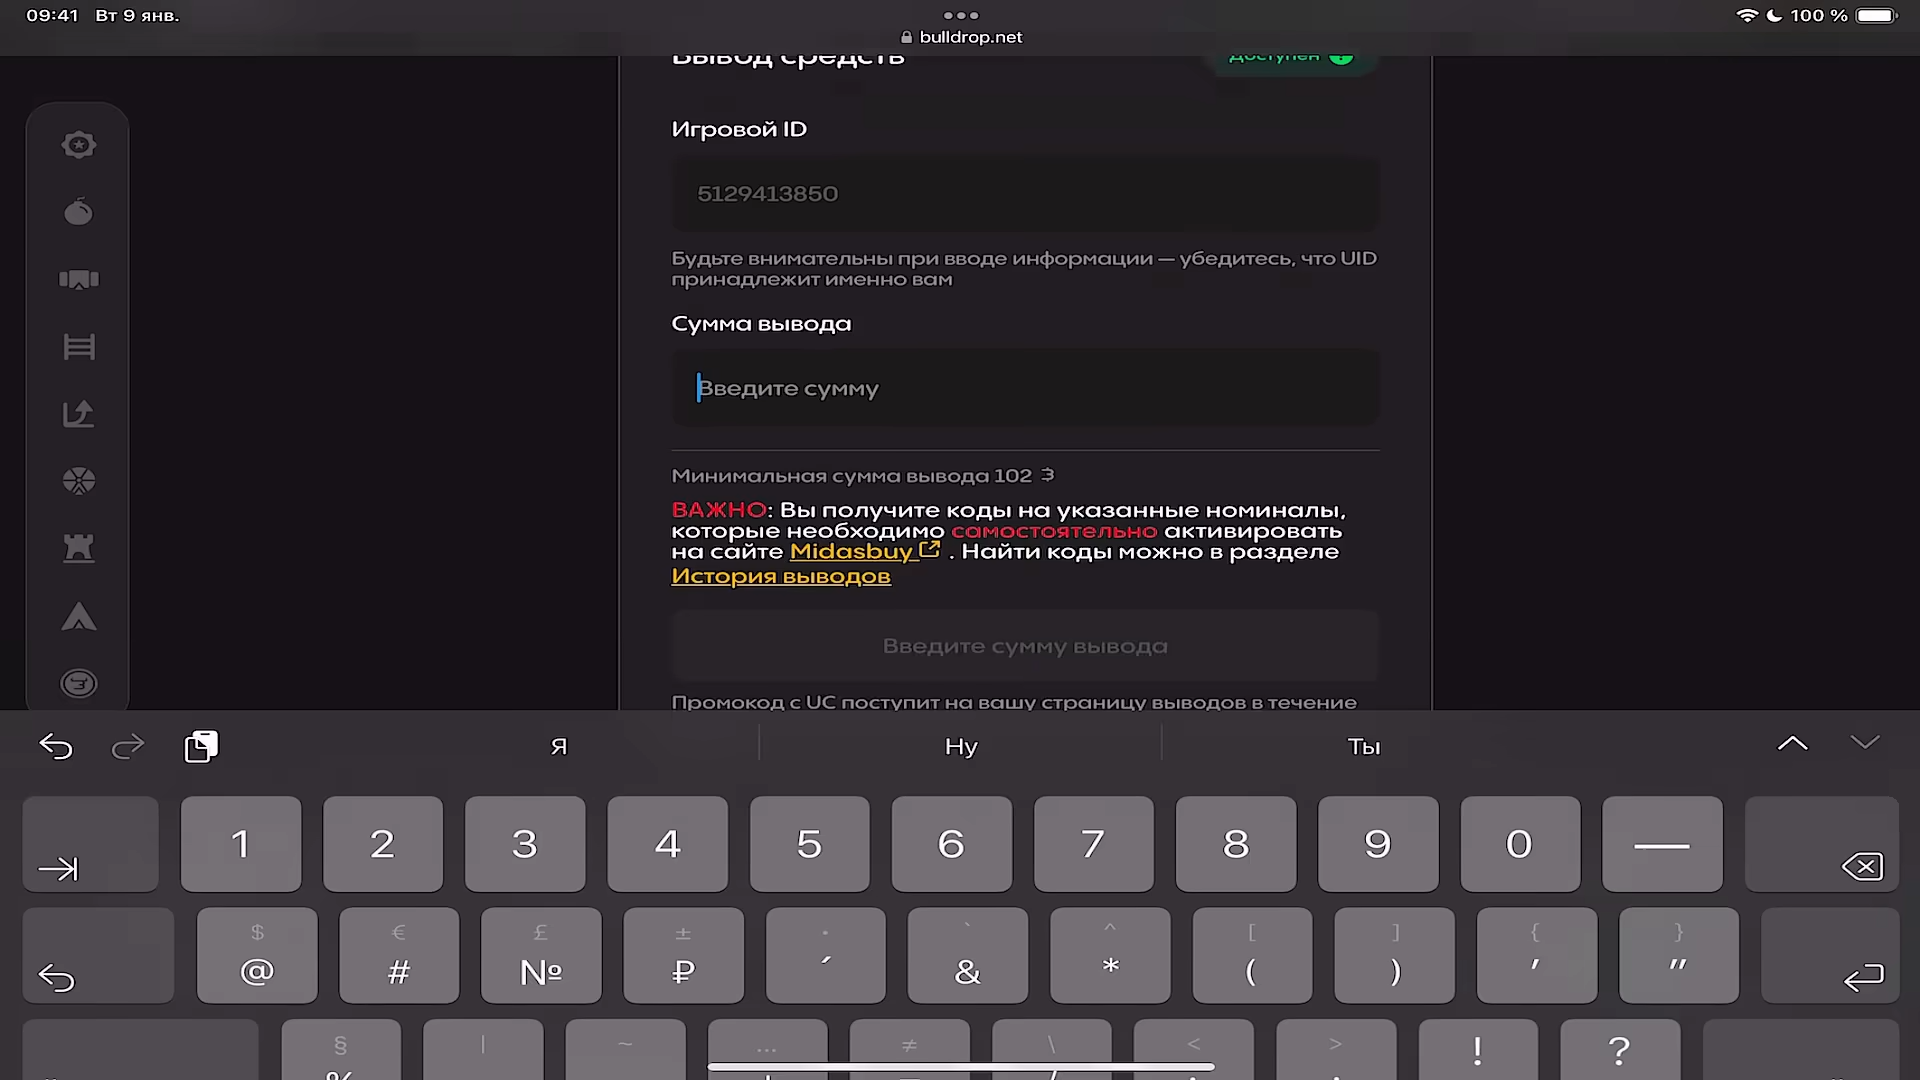 09:41 Вт 9 янв.
100 %
bulldrop.net
Вывод средств
Доступен
Игровой ID
5129413850
Будьте внимательны при вводе информации — убедитесь, что UID
принадлежит именно вам
Сумма вывода
Введите сумму
Минимальная сумма вывода 102
ВАЖНО: Вы получите коды на указанные номиналы,
которые необходимо самостоятельно активировать
на сайте Midasbuy . Найти коды можно в разделе
История выводов
Введите сумму вывода
Промокод с UC поступит на вашу страницу выводов в течение
Я Ну Ты
1 2 3 4 5 6 7 8 9 0 —
$ € £ ± · ` ^ [ ] { }
@ # № ₽ ´ & * ( ) ' "
§ | ~ … ≠ \ < >
% ! ?